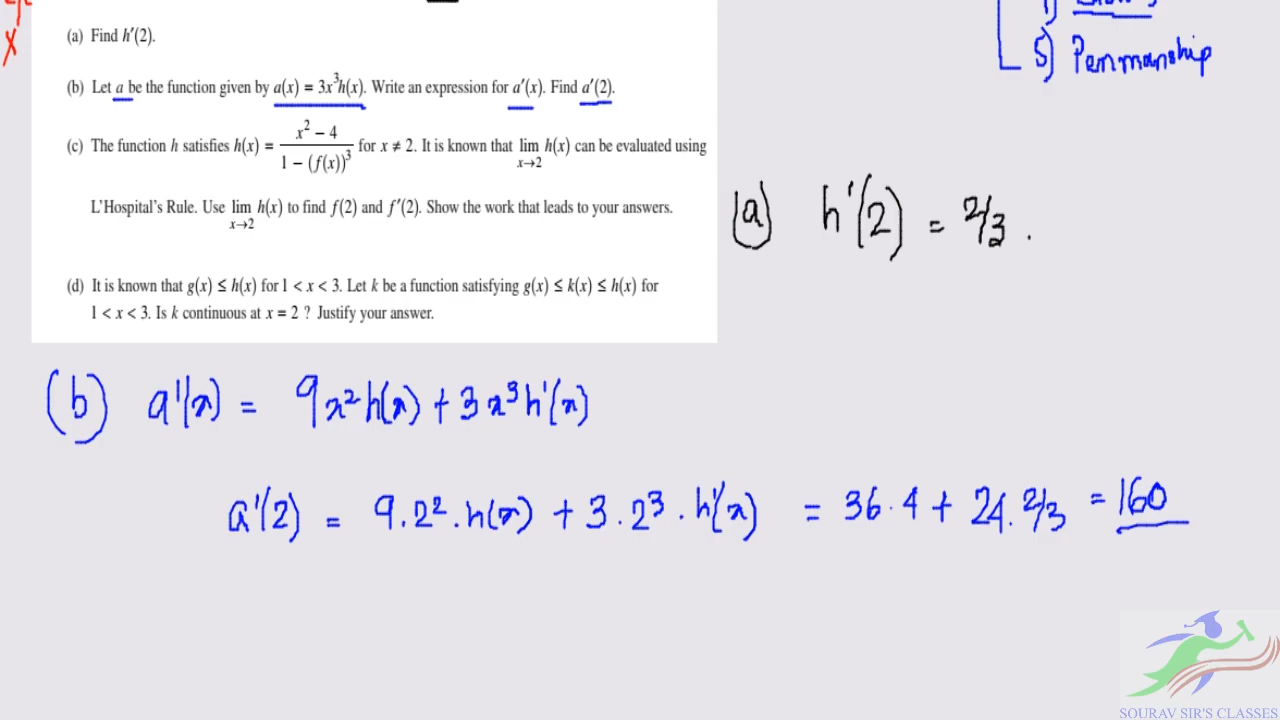 (a) Find h′(2).
(b) Let a be the function given by a(x) = 3x³h(x). Write an expression for a′(x). Find a′(2).
(c) The function h satisfies h(x) = (x² − 4)/(1 − (f(x))³) for x ≠ 2. It is known that lim x→2 h(x) can be evaluated using
L'Hospital's Rule. Use lim x→2 h(x) to find f(2) and f′(2). Show the work that leads to your answers.
(d) It is known that g(x) ≤ h(x) for 1 < x < 3. Let k be a function satisfying g(x) ≤ k(x) ≤ h(x) for
1 < x < 3. Is k continuous at x = 2 ? Justify your answer.
5) Penmanship
(a) h'(2) = 2/3 .
(b) a'(x) = 9x²h(x) + 3x³h'(x)
a'(2) = 9.2².h(x) + 3.2³.h'(x) = 36.4 + 24.2/3 = 160
SOURAV SIR'S CLASSES